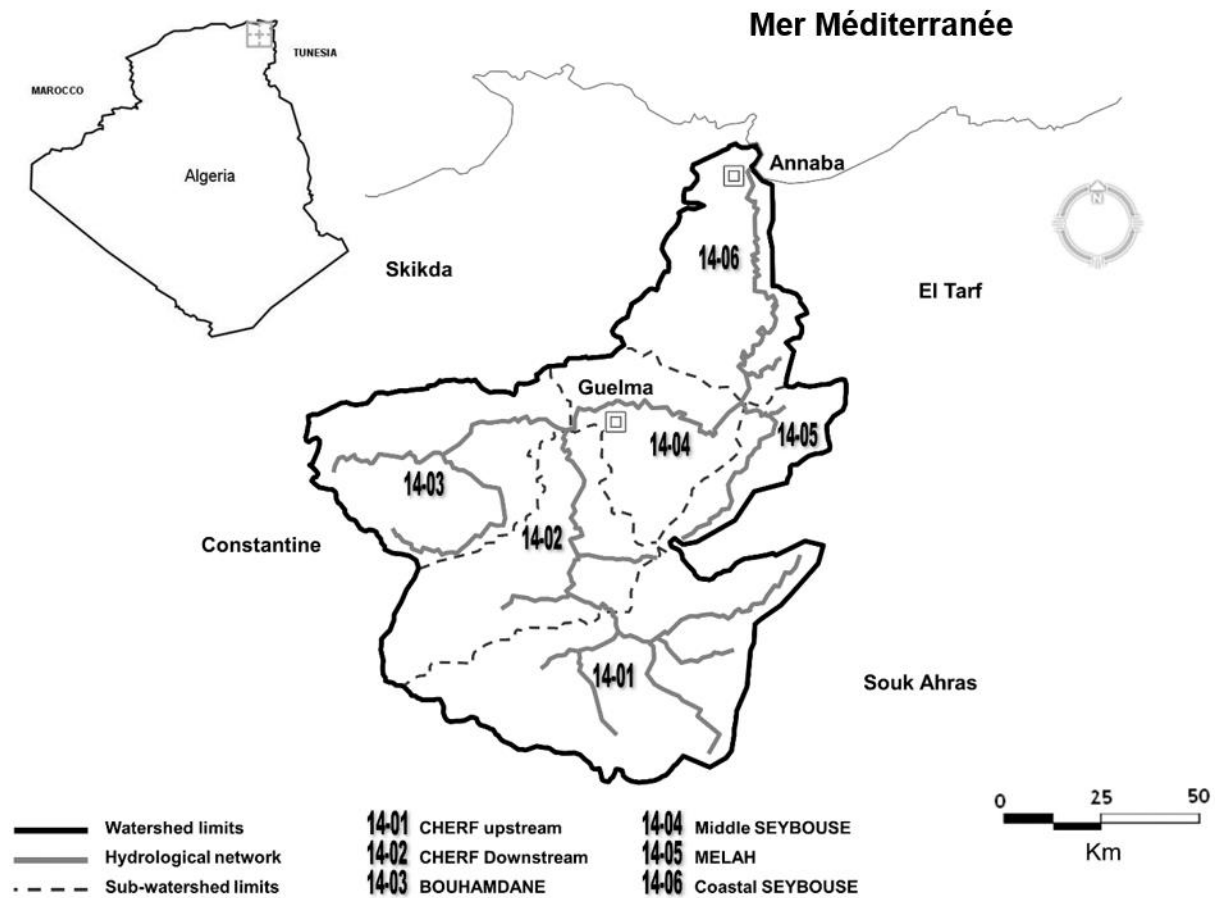 Mer Méditerranée
TUNESIA
MAROCCO
Algeria
Annaba
N
14-06
Skikda
El Tarf
Guelma
14-04
14-05
14-03
14-02
Constantine
14-01
Souk Ahras
0 25 50
Km
Watershed limits
Hydrological network
Sub-watershed limits
14-01 CHERF upstream
14-02 CHERF Downstream
14-03 BOUHAMDANE
14-04 Middle SEYBOUSE
14-05 MELAH
14-06 Coastal SEYBOUSE